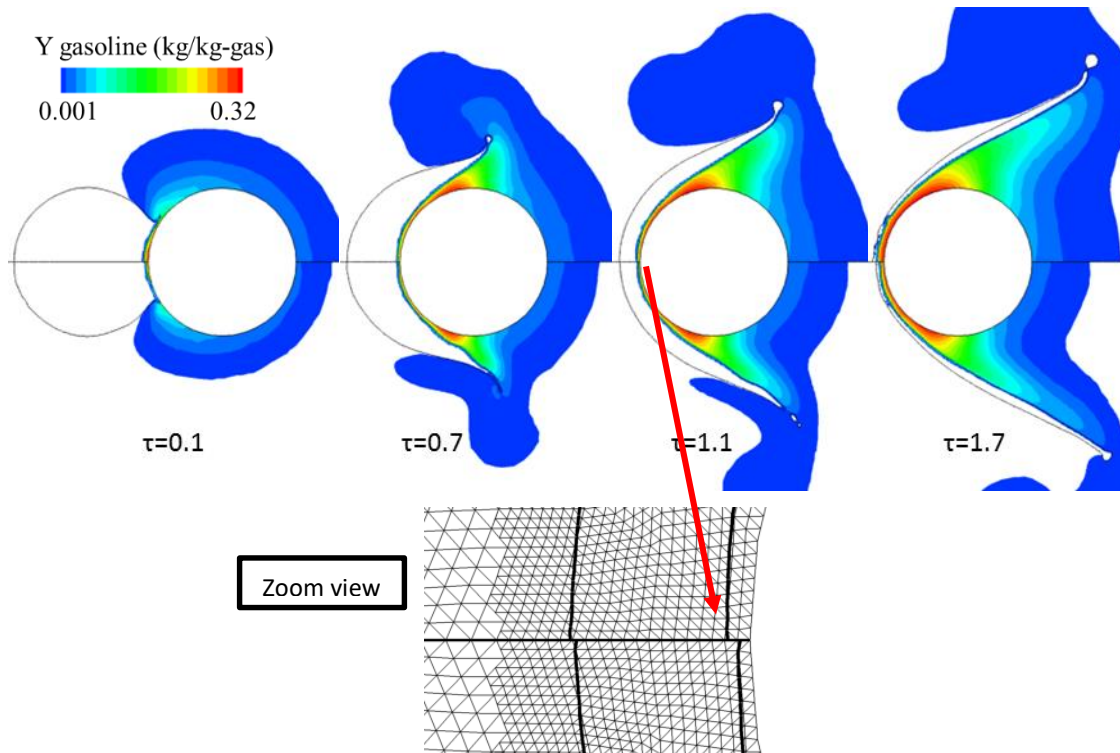 Y gasoline (kg/kg-gas)
0.001 0.32
τ=0.1 τ=0.7 τ=1.1 τ=1.7
Zoom view